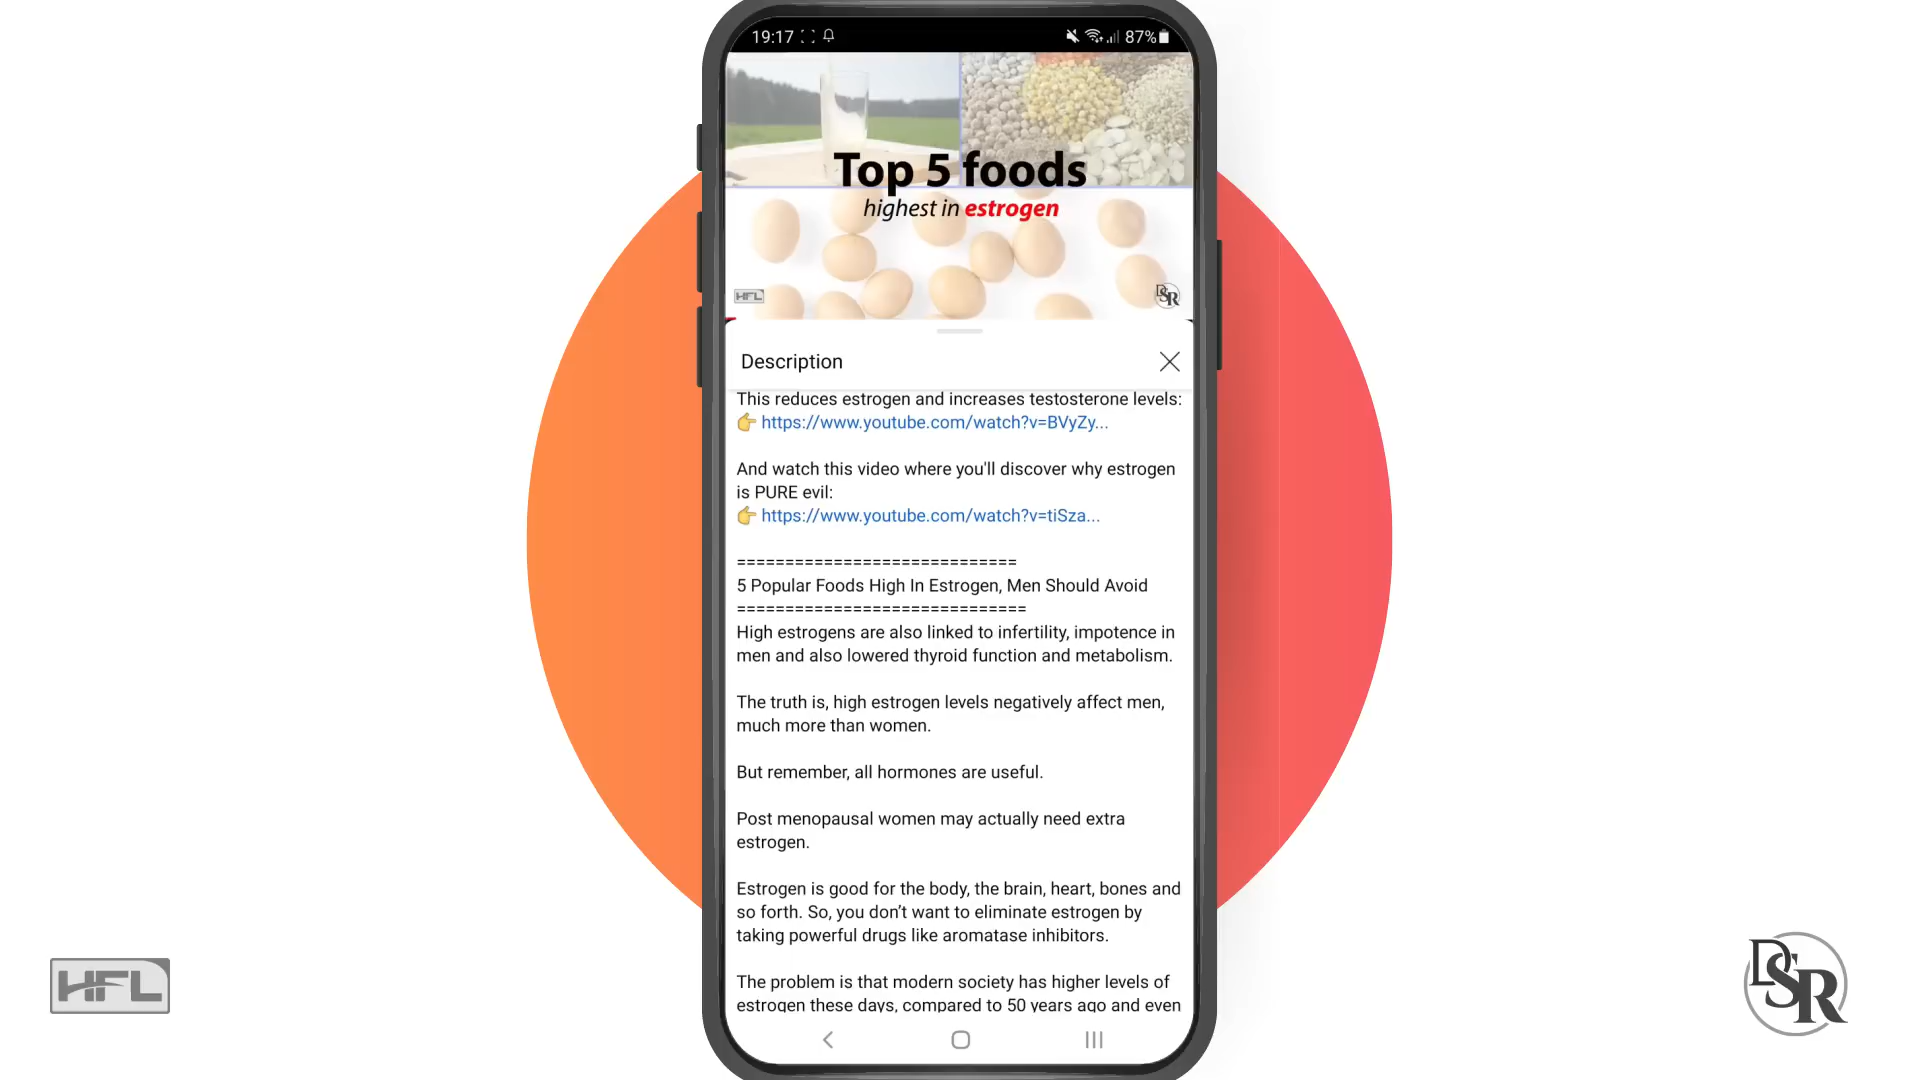 19:17
87%
Top 5 foods
highest in estrogen
HFL
DSR
Description
This reduces estrogen and increases testosterone levels:
👉 https://www.youtube.com/watch?v=BVyZy...
And watch this video where you'll discover why estrogen
is PURE evil:
👉 https://www.youtube.com/watch?v=tiSza...
=============================
5 Popular Foods High In Estrogen, Men Should Avoid
==============================
High estrogens are also linked to infertility, impotence in
men and also lowered thyroid function and metabolism.
The truth is, high estrogen levels negatively affect men,
much more than women.
But remember, all hormones are useful.
Post menopausal women may actually need extra
estrogen.
Estrogen is good for the body, the brain, heart, bones and
so forth. So, you don’t want to eliminate estrogen by
taking powerful drugs like aromatase inhibitors.
The problem is that modern society has higher levels of
estrogen these days, compared to 50 years ago and even
HFL
DSR